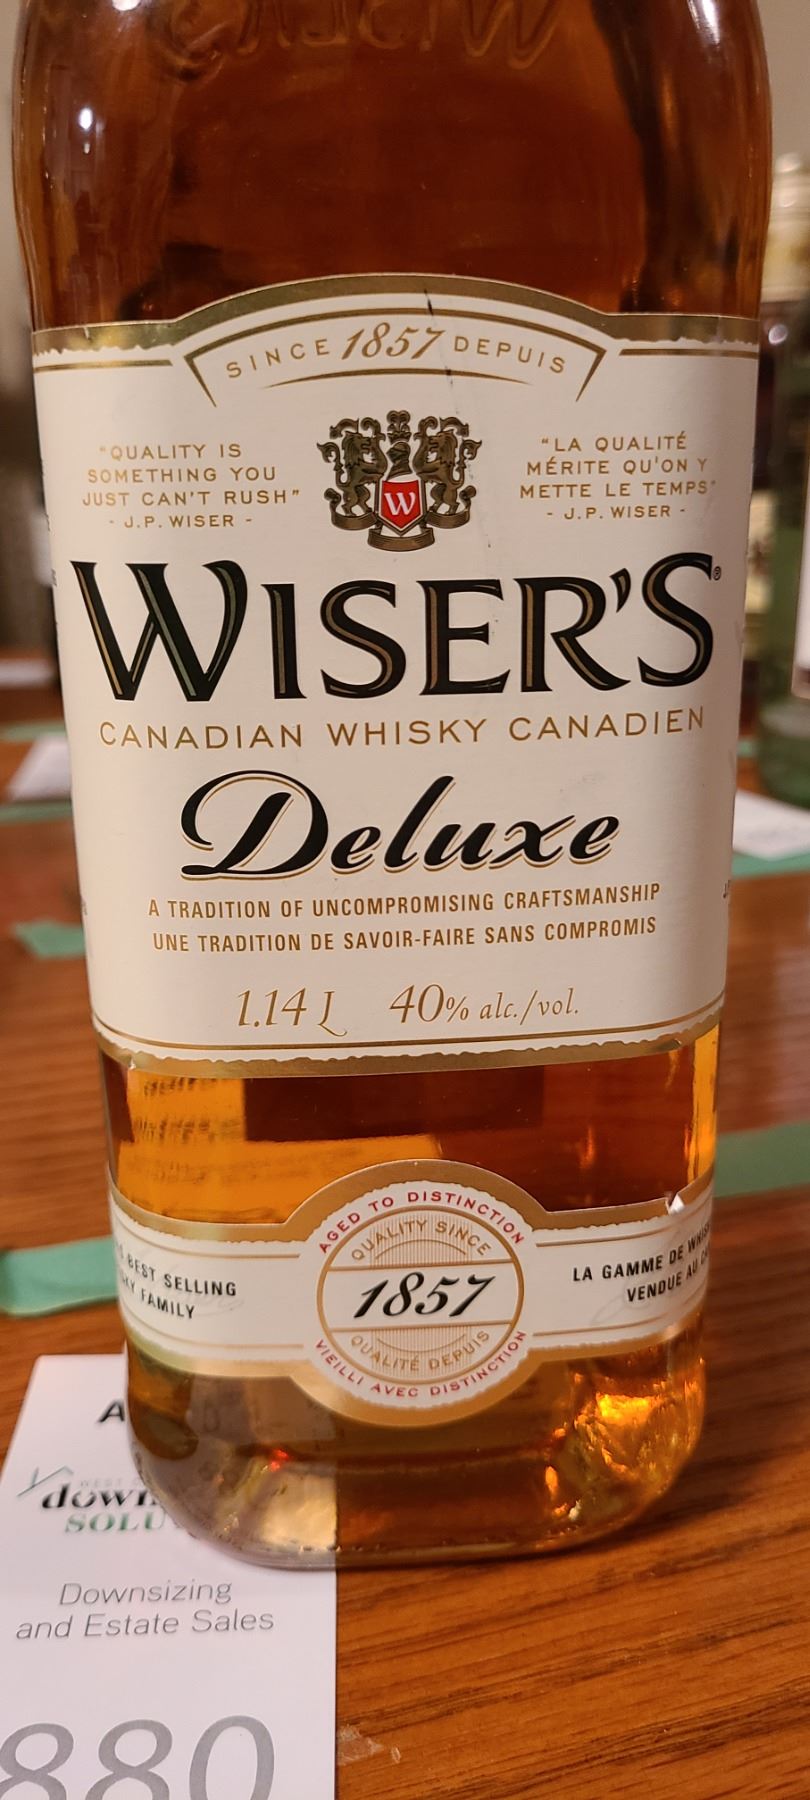 Wiser's
SINCE 1857 DEPUIS
"QUALITY IS
SOMETHING YOU
JUST CAN'T RUSH"
- J.P. WISER -
"LA QUALITÉ
MÉRITE QU'ON Y
METTE LE TEMPS"
- J.P. WISER -
W
WISER'S®
CANADIAN WHISKY CANADIEN
Deluxe
A TRADITION OF UNCOMPROMISING CRAFTSMANSHIP
UNE TRADITION DE SAVOIR-FAIRE SANS COMPROMIS
1.14 L 40% alc./vol.
AGED TO DISTINCTION
QUALITY SINCE
1857
QUALITÉ DEPUIS
VIEILLI AVEC DISTINCTION
BEST SELLING
FAMILY
LA GAMME DE
VENDUE AU
Downsizing
and Estate Sales
880